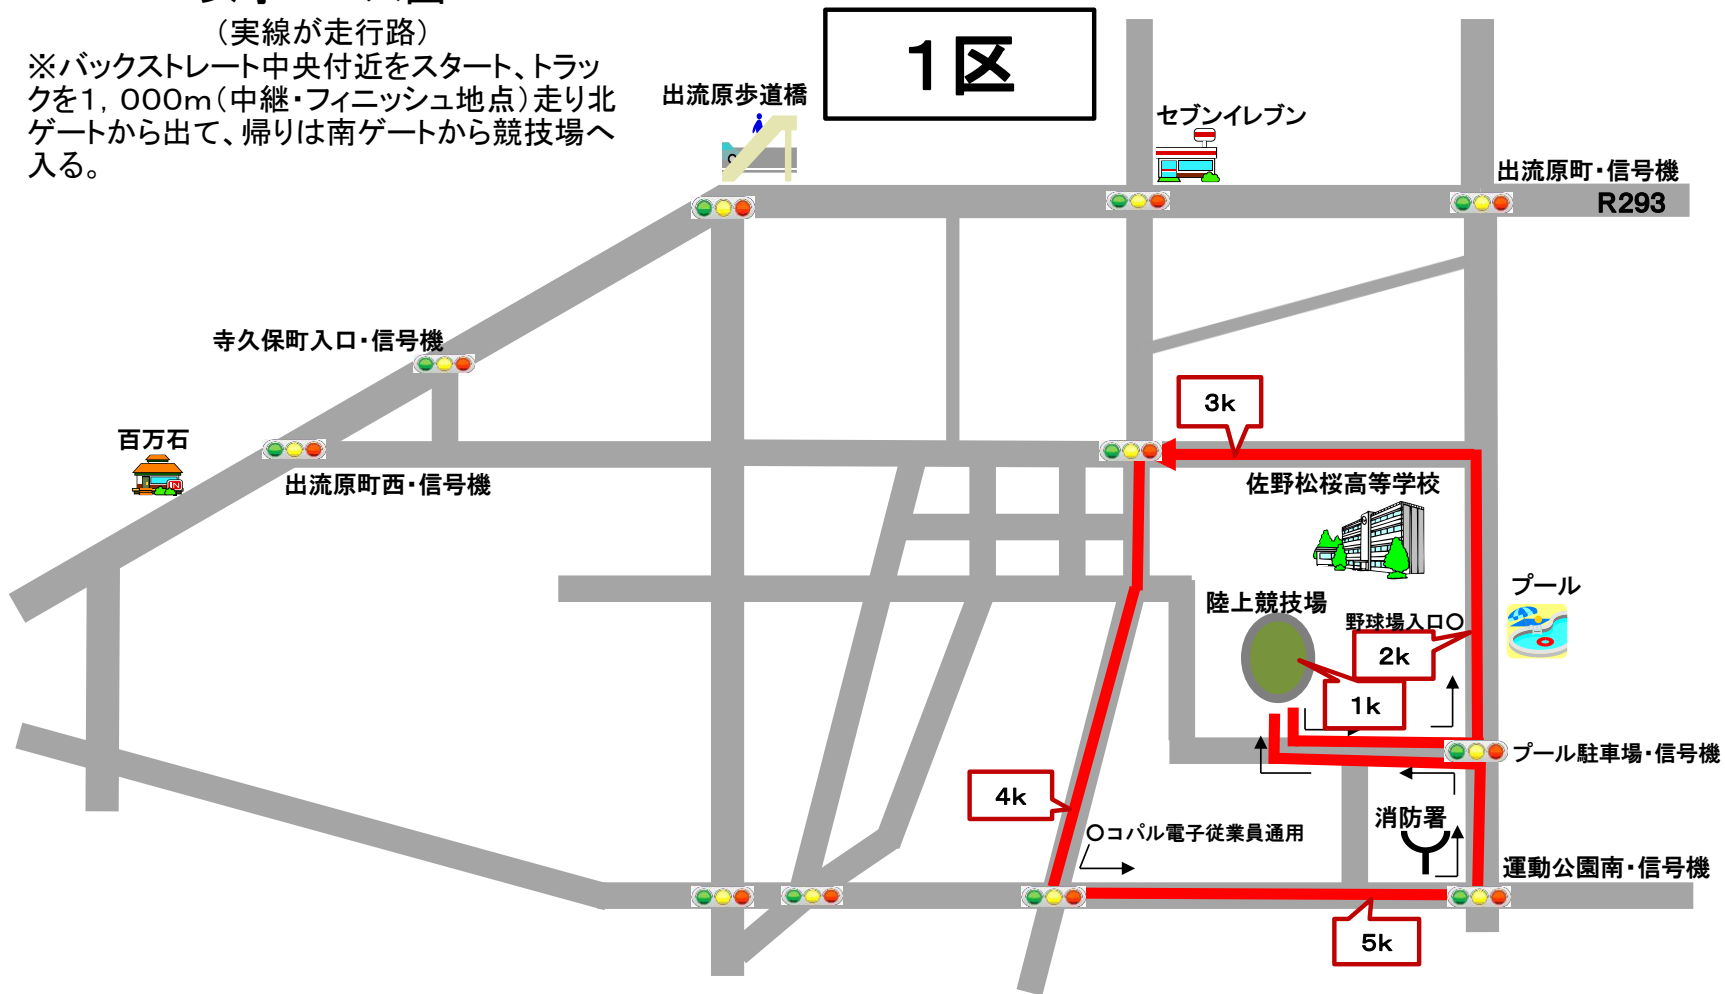 (実線が走行路)
※バックストレート中央付近をスタート、トラッ
クを1,000m(中継・フィニッシュ地点)走り北
ゲートから出て、帰りは南ゲートから競技場へ
入る。
1区
出流原歩道橋
セブンイレブン
出流原町・信号機
R293
寺久保町入口・信号機
百万石
出流原町西・信号機
3k
佐野松桜高等学校
プール
陸上競技場
野球場入口○
2k
1k
プール駐車場・信号機
4k
○コパル電子従業員通用
消防署
運動公園南・信号機
5k